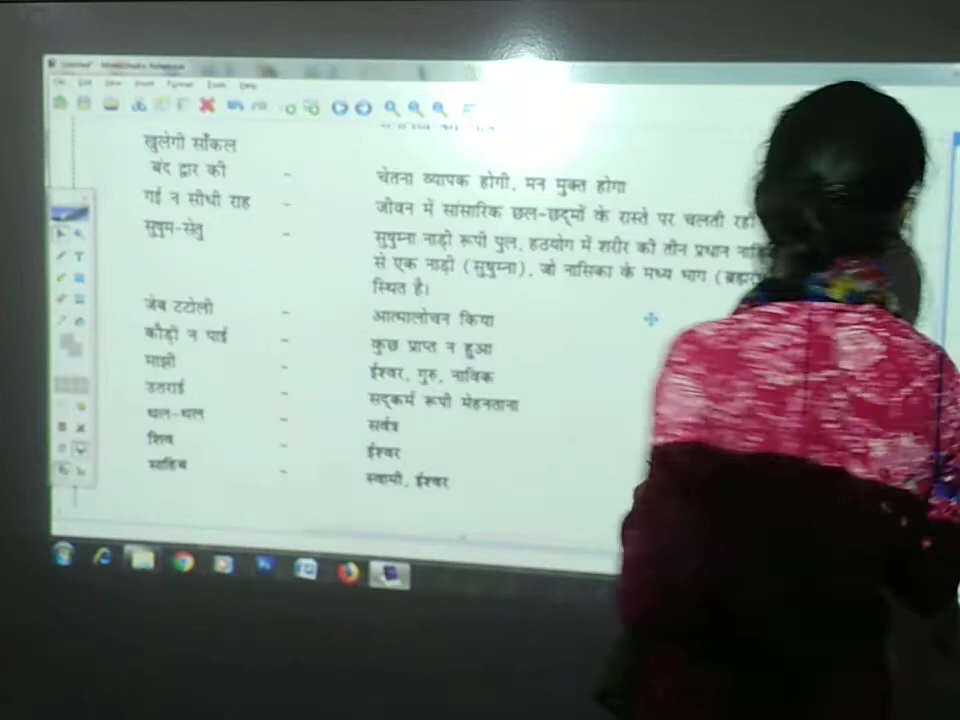 खुलेगी साँकल
बंद द्वार की - चेतना व्यापक होगी, मन मुक्त होगा
गई न सीधी राह - जीवन में सांसारिक छल-छद्मों के रास्ते पर चलती रही
सुषुम-सेतु - सुषुम्ना नाड़ी रूपी पुल, हठयोग में शरीर की तीन प्रधान
से एक नाड़ी (सुषुम्ना), जो नासिका के मध्य भाग
स्थित है।
जेब टटोली - आत्मालोचन किया
कौड़ी न पाई - कुछ प्राप्त न हुआ
माझी - ईश्वर, गुरु, नाविक
उतराई - सद्कर्म रूपी मेहनताना
थल-थल - सर्वत्र
शिव - ईश्वर
साहिब - स्वामी, ईश्वर